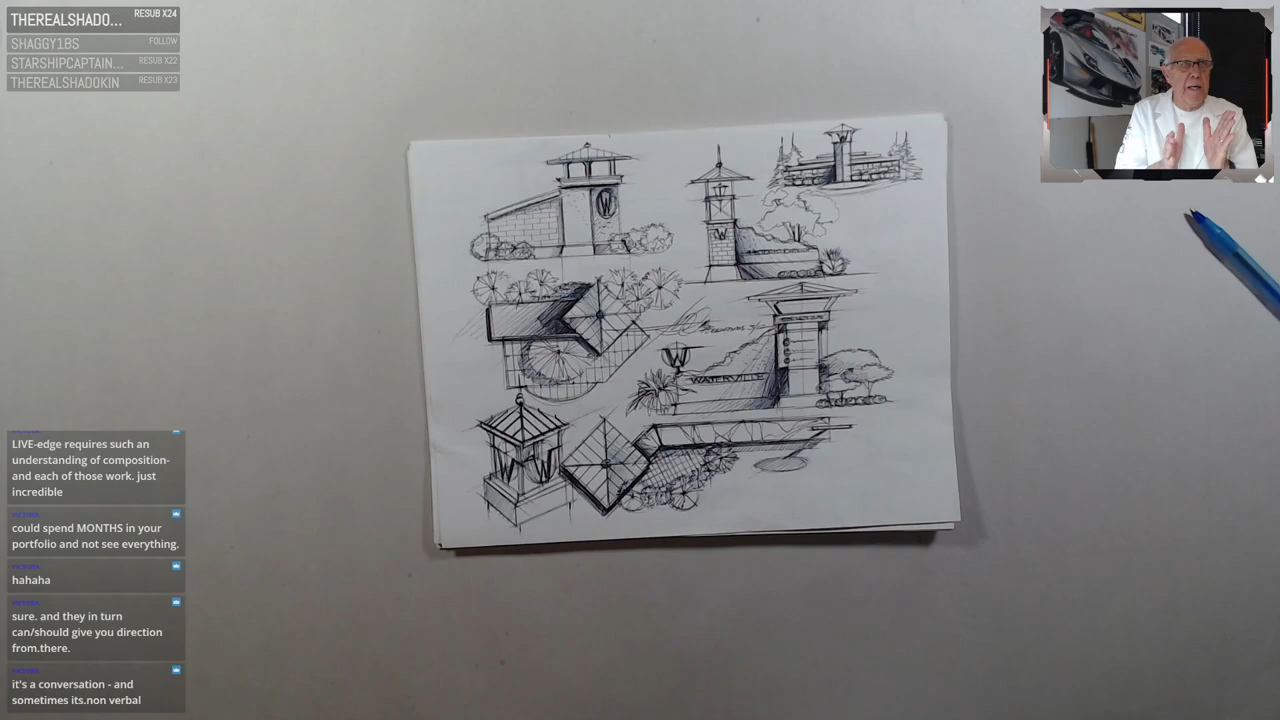 THEREALSHADO... RESUB X24
SHAGGY1BS FOLLOW
STARSHIPCAPTAIN... RESUB X22
THEREALSHADOKIN RESUB X23
W
W
W
WATERVILLE
W W
LIVE-edge requires such an
understanding of composition-
and each of those work. just
incredible
could spend MONTHS in your
portfolio and not see everything.
hahaha
sure. and they in turn
can/should give you direction
from.there.
it's a conversation - and
sometimes its.non verbal